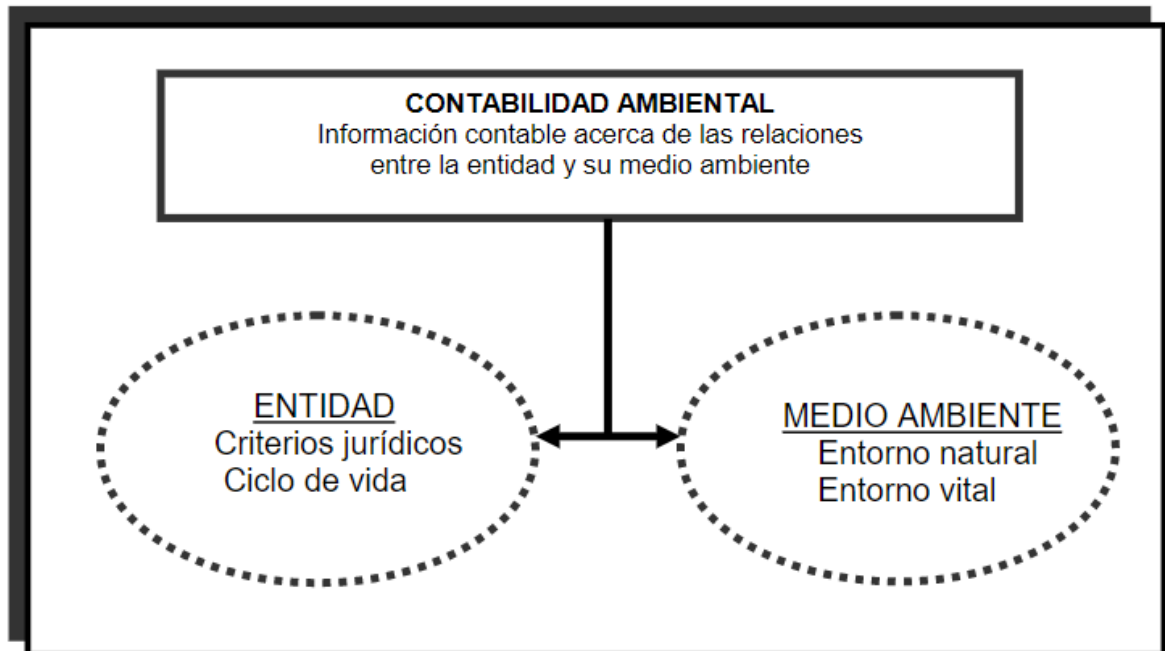 CONTABILIDAD AMBIENTAL
Información contable acerca de las relaciones
entre la entidad y su medio ambiente
ENTIDAD
Criterios jurídicos
Ciclo de vida
MEDIO AMBIENTE
Entorno natural
Entorno vital